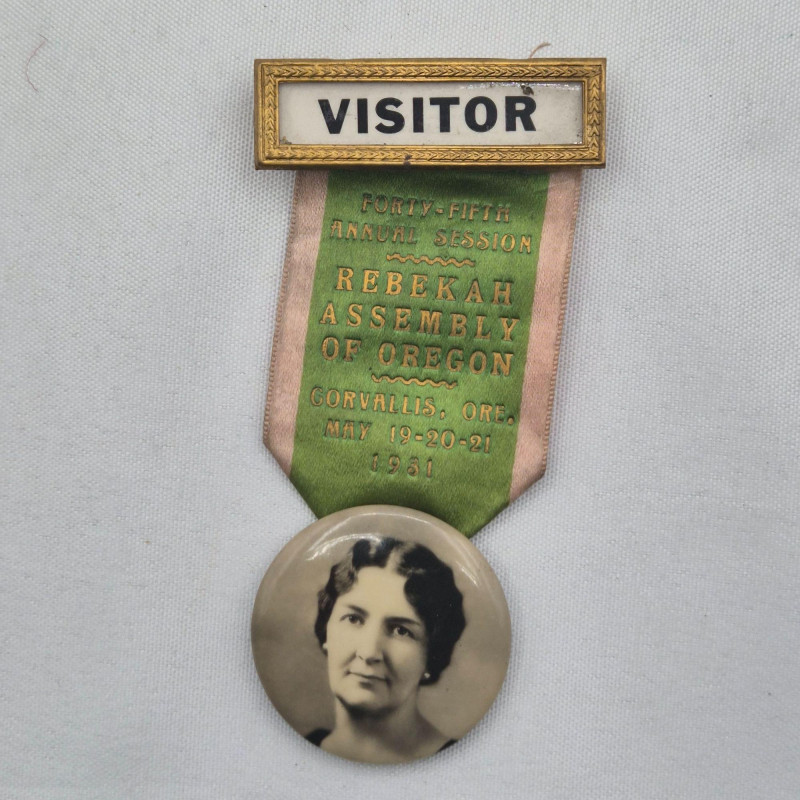 VISITOR
FORTY-FIFTH
ANNUAL SESSION
REBEKAH
ASSEMBLY
OF OREGON
CORVALLIS, ORE.
MAY 19-20-21
1931